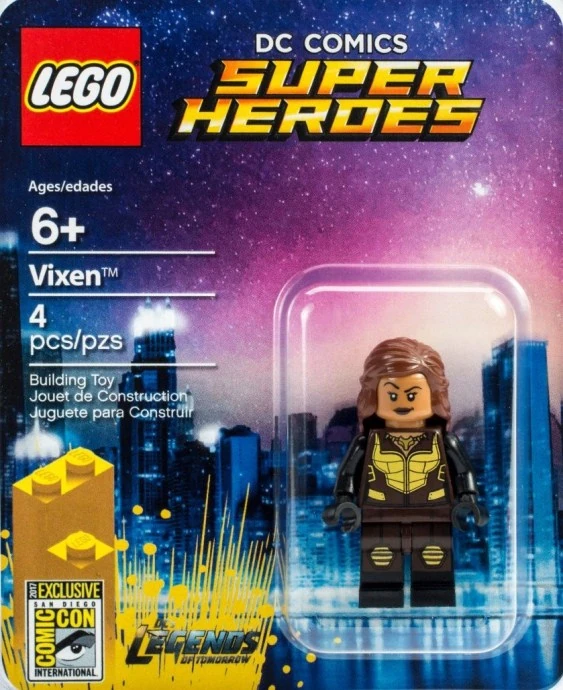 LEGO
DC COMICS
SUPER
HEROES
Ages/edades
6+
Vixen™
4
pcs/pzs
Building Toy
Jouet de Construction
Juguete para Construir
2017 EXCLUSIVE
SAN DIEGO
COMIC CON
INTERNATIONAL
DC
LEGENDS
OF TOMORROW